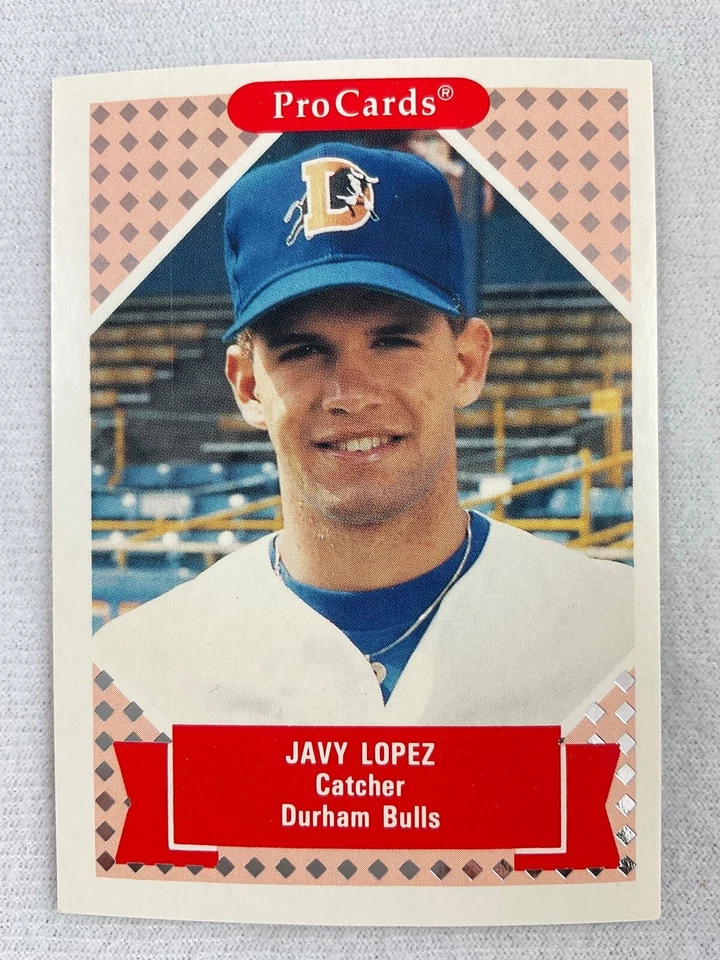 ProCards®
D
JAVY LOPEZ
Catcher
Durham Bulls